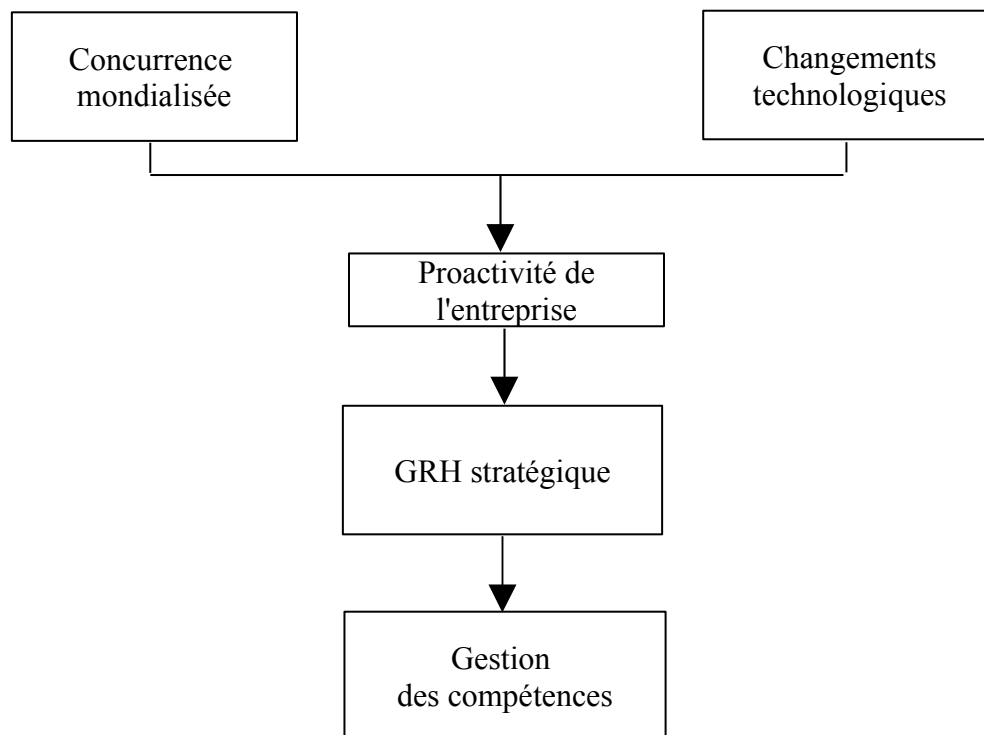 Concurrence
mondialisée
Changements
technologiques
Proactivité de
l'entreprise
GRH stratégique
Gestion
des compétences